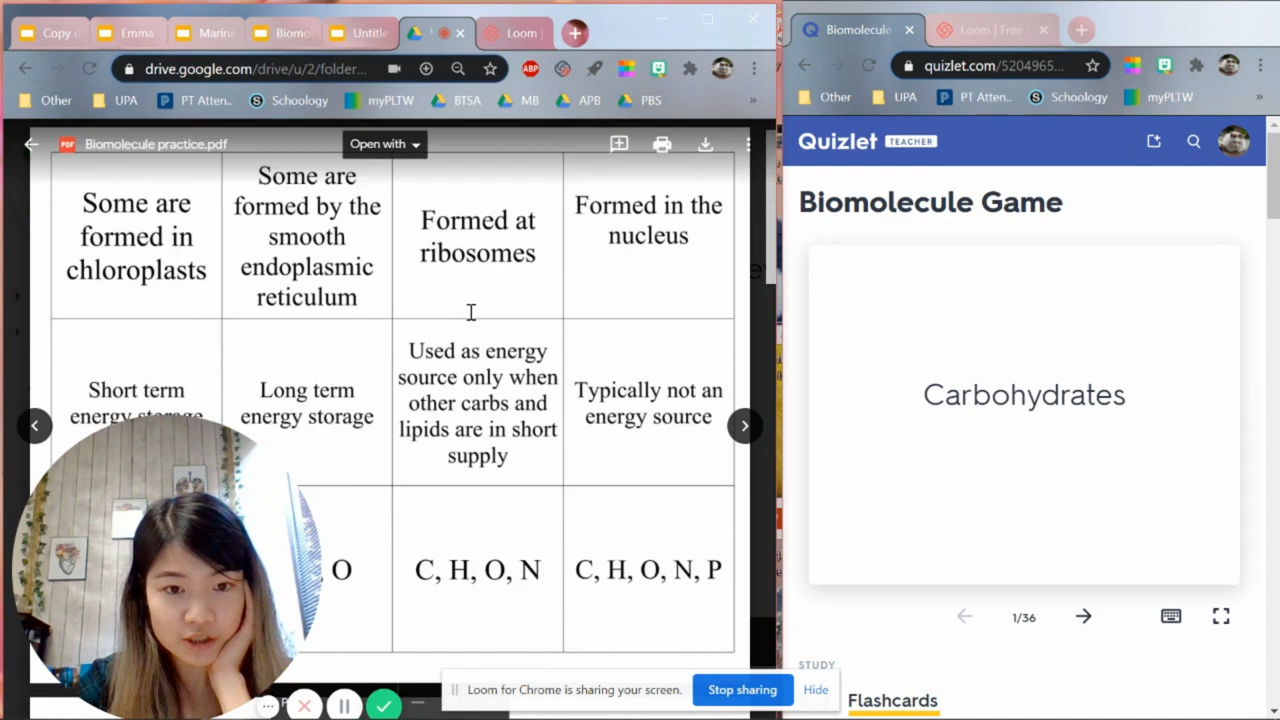 Copy
Emma
Marine
Biomo
Untitle
Loom
drive.google.com/drive/u/2/folder...
ABP
Other
UPA
PT Atten..
Schoology
myPLTW
BTSA
MB
APB
PBS
»
PDF
Biomolecule practice.pdf
Open with
Some are
formed in
chloroplasts
Some are
formed by the
smooth
endoplasmic
reticulum
Formed at
ribosomes
Formed in the
nucleus
Short term
energy storage
Long term
energy storage
Used as energy
source only when
other carbs and
lipids are in short
supply
Typically not an
energy source
, O
C, H, O, N
C, H, O, N, P
Loom for Chrome is sharing your screen.
Stop sharing
Hide
Biomolecule
Loom | Free
quizlet.com/5204965...
Other
UPA
PT Atten..
Schoology
myPLTW
»
Quizlet TEACHER
Biomolecule Game
Carbohydrates
1/36
STUDY
Flashcards